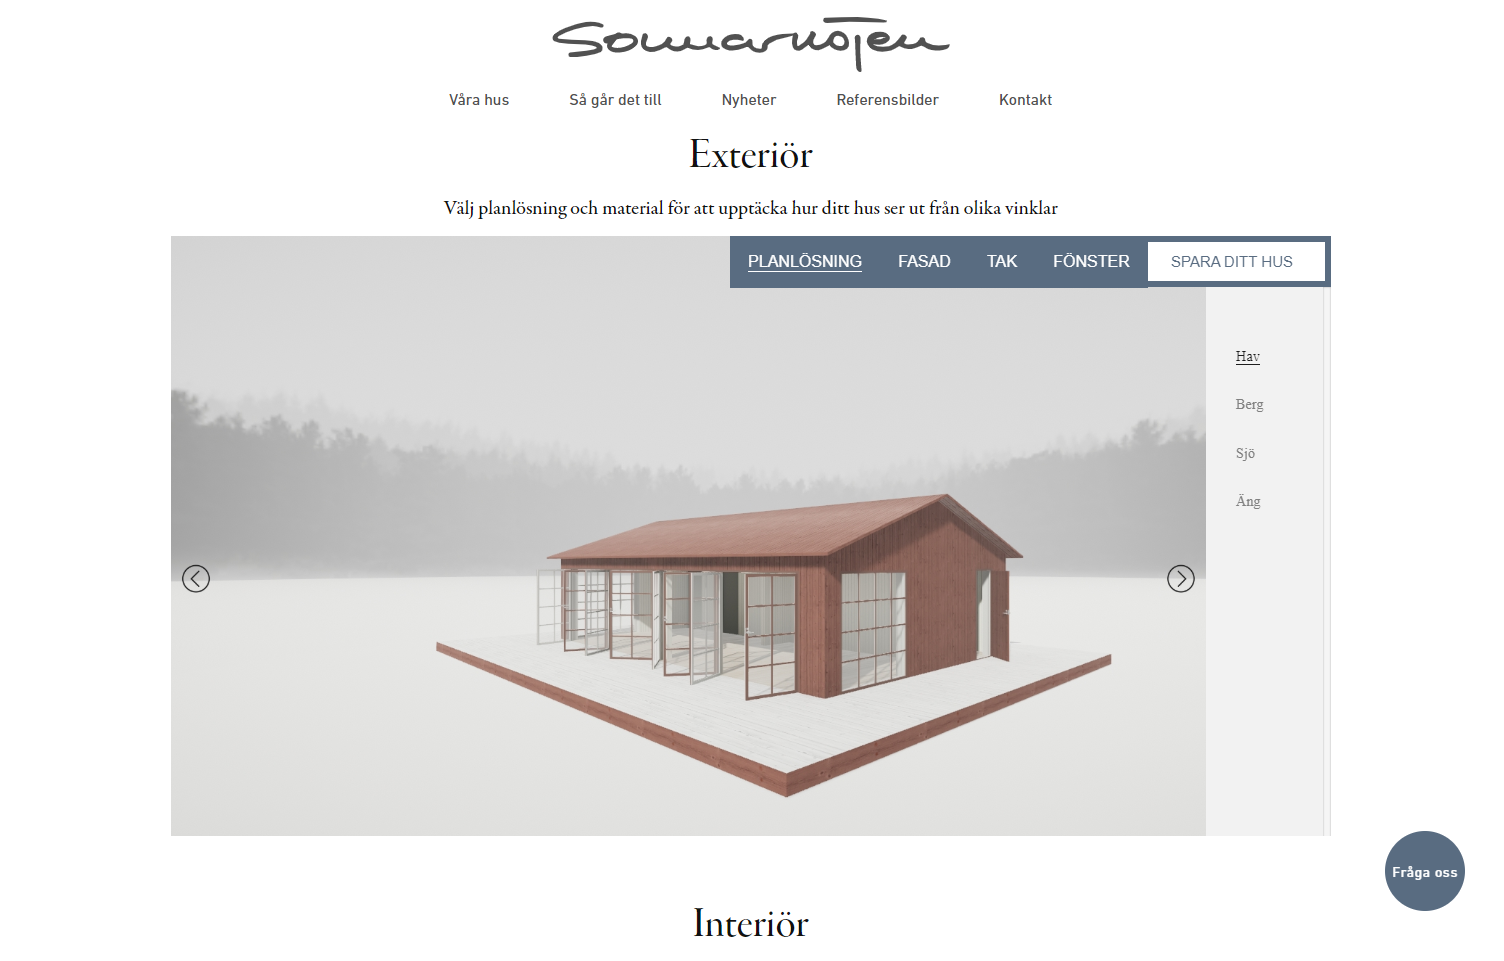 Sommarnöjen
Våra hus Så går det till Nyheter Referensbilder Kontakt
Exteriör
Välj planlösning och material för att upptäcka hur ditt hus ser ut från olika vinklar
PLANLÖSNING FASAD TAK FÖNSTER SPARA DITT HUS
Hav
Berg
Sjö
Äng
Fråga oss
Interiör